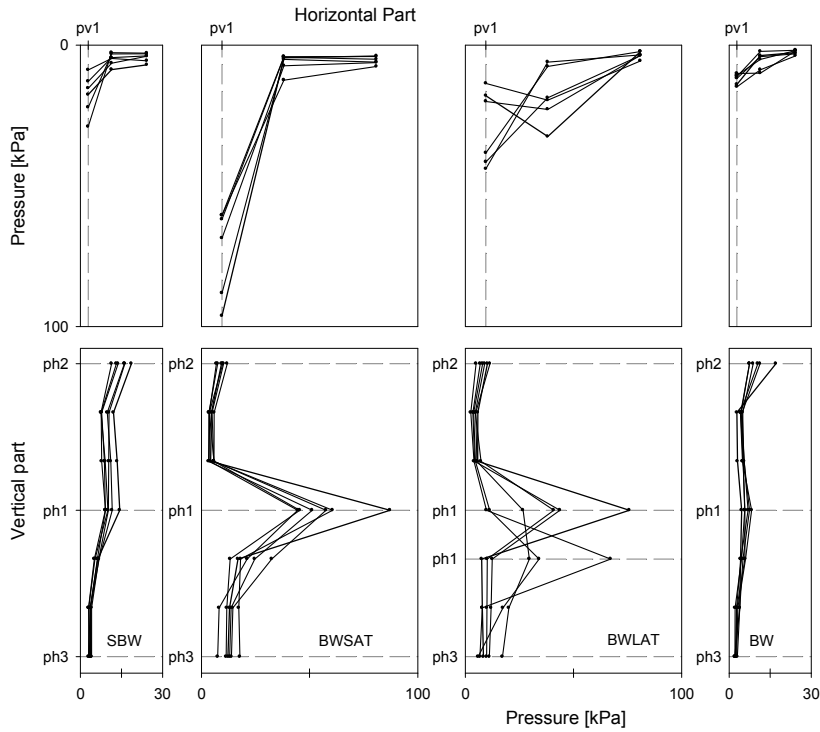 Horizontal Part
pv1 pv1 pv1 pv1
0
Pressure [kPa]
100
ph2 ph2 ph2 ph2
Vertical part
ph1 ph1 ph1 ph1
ph1
SBW BWSAT BWLAT BW
ph3 ph3 ph3 ph3
0 30 0 100 0 100 0 30
Pressure [kPa]